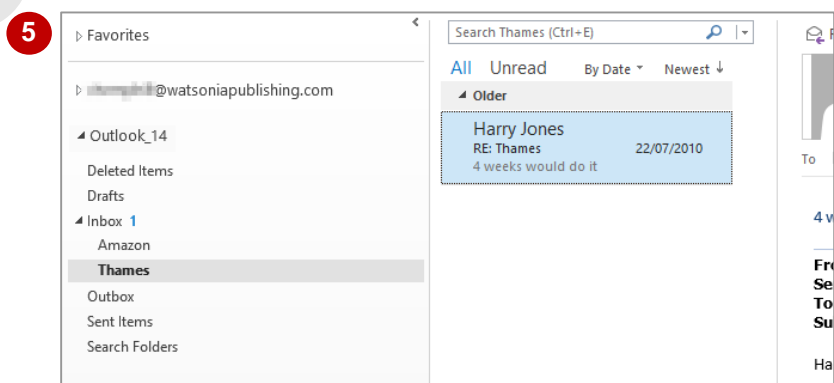 5
Favorites
@watsoniapublishing.com
Outlook_14
Deleted Items
Drafts
Inbox 1
Amazon
Thames
Outbox
Sent Items
Search Folders
Search Thames (Ctrl+E)
All Unread By Date Newest
Older
Harry Jones
RE: Thames 22/07/2010
4 weeks would do it
To
4 w
Fr
Se
To
Su
Ha